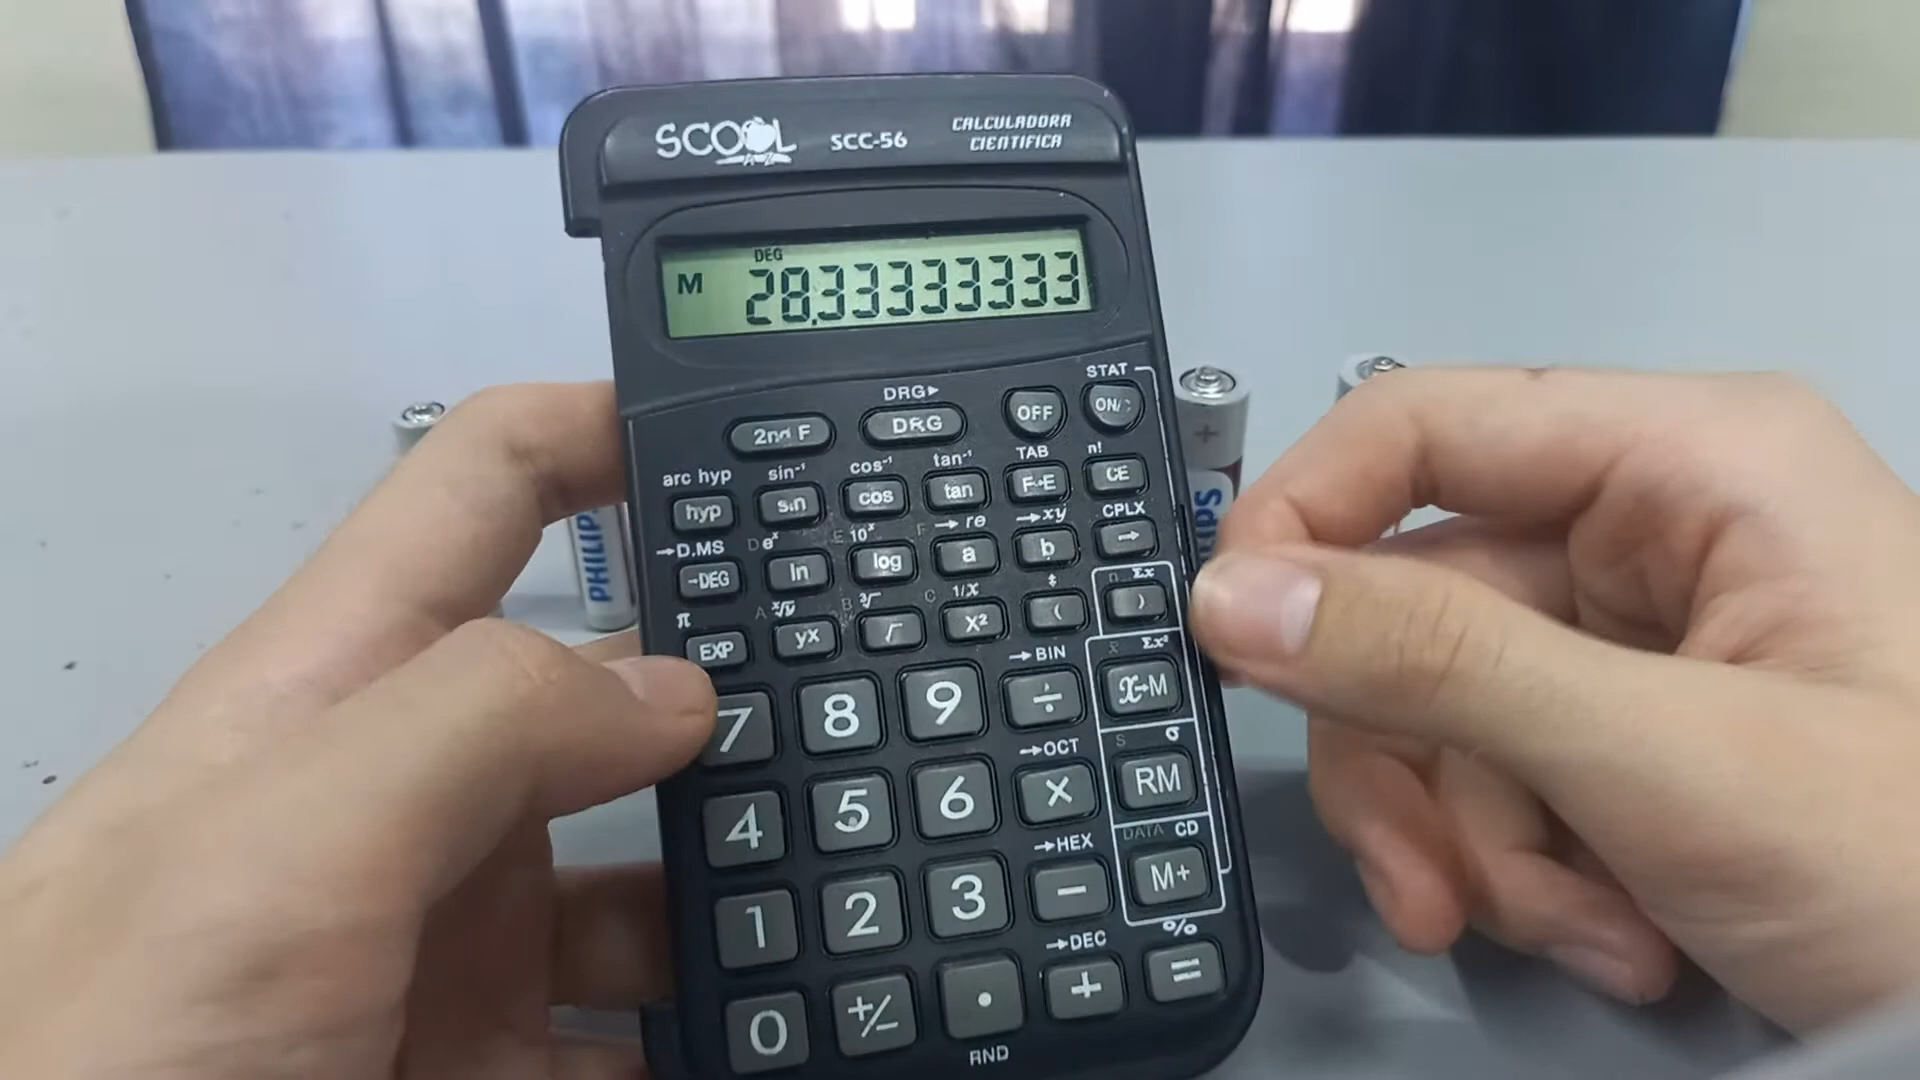 SCOOL SCC-56 CALCULADORA CIENTIFICA
DEG
M 28.33333333
STAT
DRG▶
2nd F DRG OFF ON/C
arc hyp sin⁻¹ cos⁻¹ tan⁻¹ TAB n!
hyp sin cos tan F↔E CE
→D.MS D eˣ E 10ˣ F →rθ →xy CPLX
→DEG ln log a b →
π A ˣ√y B ³√ C 1/x n Σx
EXP yx √ X² ( )
→BIN x̄ Σx²
7 8 9 ÷ x→M
→OCT S σ
4 5 6 × RM
→HEX DATA CD
1 2 3 − M+
→DEC %
0 +/− • + =
RND
+
PHILIPS
PHILIPS